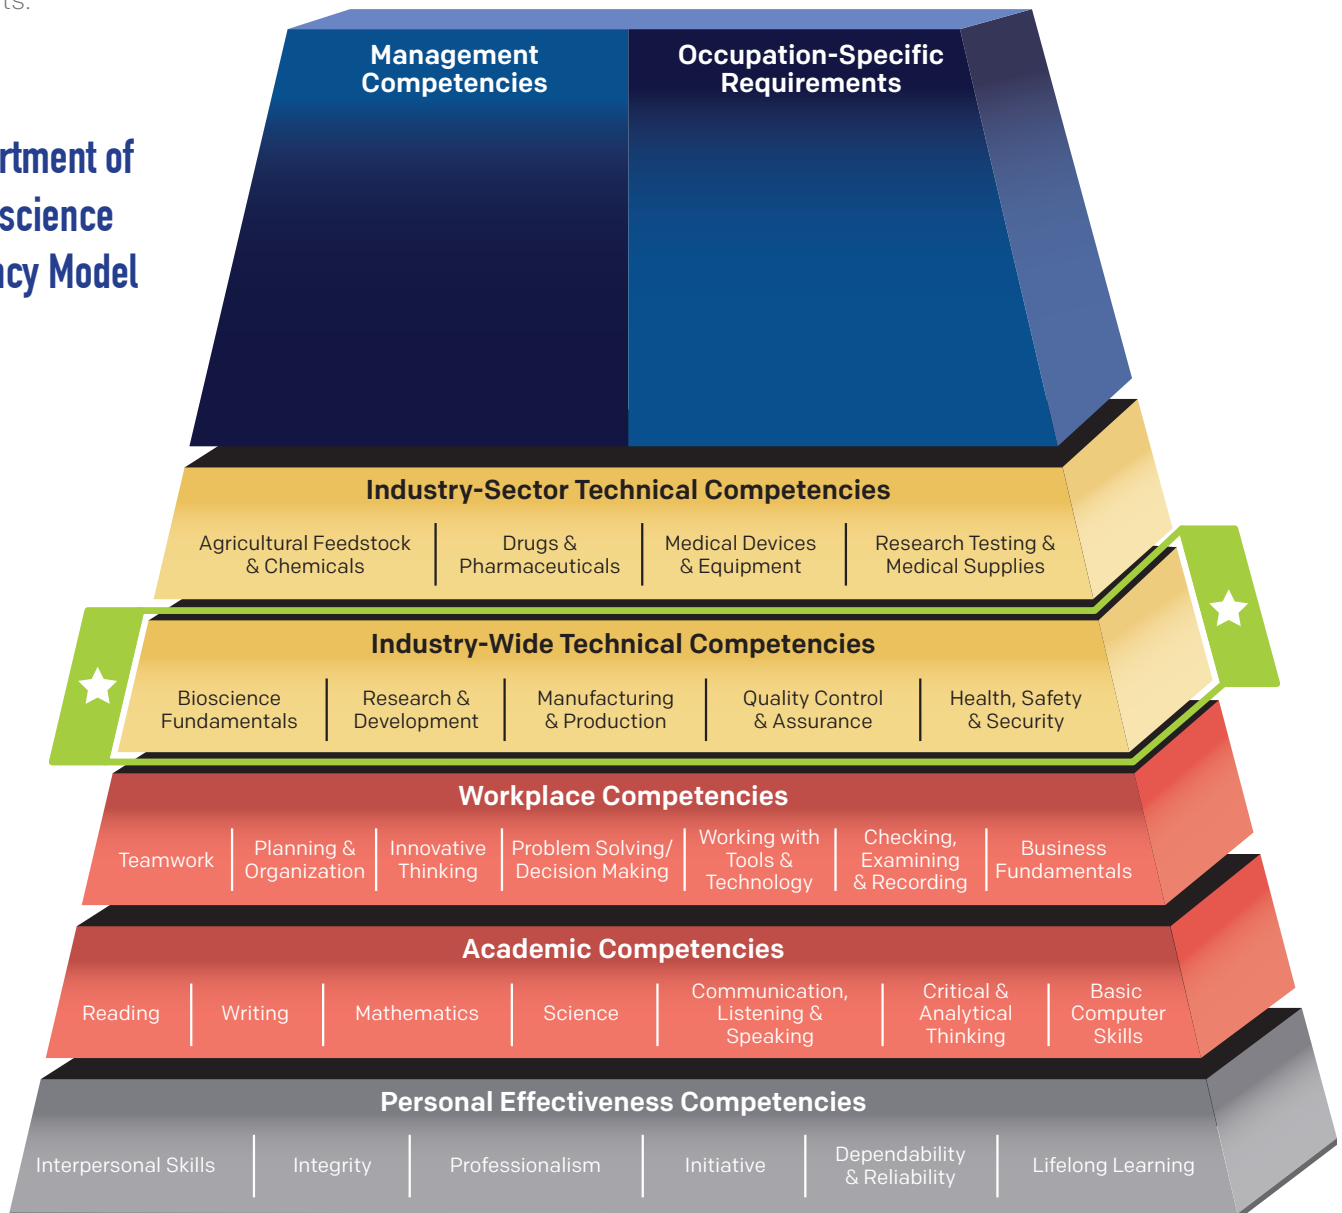 ts.
Management
Competencies
Occupation-Specific
Requirements
rtment of
science
ncy Model
Industry-Sector Technical Competencies
Agricultural Feedstock
& Chemicals
Drugs &
Pharmaceuticals
Medical Devices
& Equipment
Research Testing &
Medical Supplies
Industry-Wide Technical Competencies
Bioscience
Fundamentals
Research &
Development
Manufacturing
& Production
Quality Control
& Assurance
Health, Safety
& Security
Workplace Competencies
Teamwork
Planning &
Organization
Innovative
Thinking
Problem Solving/
Decision Making
Working with
Tools &
Technology
Checking,
Examining
& Recording
Business
Fundamentals
Academic Competencies
Reading
Writing
Mathematics
Science
Communication,
Listening &
Speaking
Critical &
Analytical
Thinking
Basic
Computer
Skills
Personal Effectiveness Competencies
Interpersonal Skills
Integrity
Professionalism
Initiative
Dependability
& Reliability
Lifelong Learning